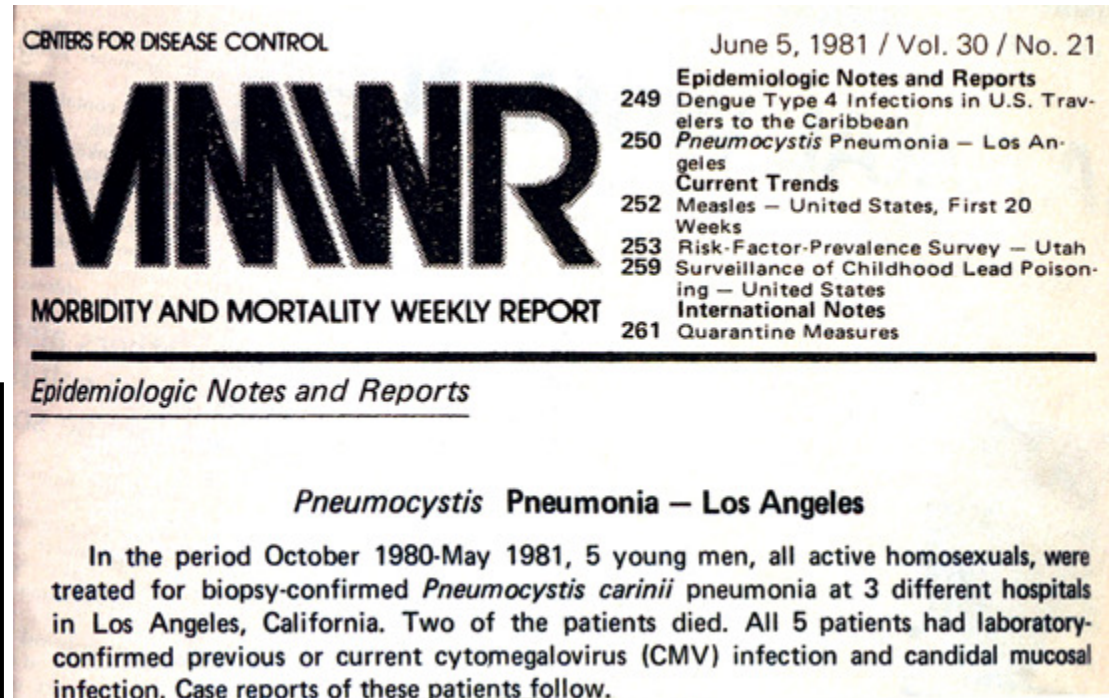 CENTERS FOR DISEASE CONTROL
June 5, 1981 / Vol. 30 / No. 21
MMWR
MORBIDITY AND MORTALITY WEEKLY REPORT
Epidemiologic Notes and Reports
249 Dengue Type 4 Infections in U.S. Trav-
elers to the Caribbean
250 Pneumocystis Pneumonia — Los An-
geles
Current Trends
252 Measles — United States, First 20
Weeks
253 Risk-Factor-Prevalence Survey — Utah
259 Surveillance of Childhood Lead Poison-
ing — United States
International Notes
261 Quarantine Measures
Epidemiologic Notes and Reports
Pneumocystis Pneumonia — Los Angeles
In the period October 1980-May 1981, 5 young men, all active homosexuals, were
treated for biopsy-confirmed Pneumocystis carinii pneumonia at 3 different hospitals
in Los Angeles, California. Two of the patients died. All 5 patients had laboratory-
confirmed previous or current cytomegalovirus (CMV) infection and candidal mucosal
infection. Case reports of these patients follow.